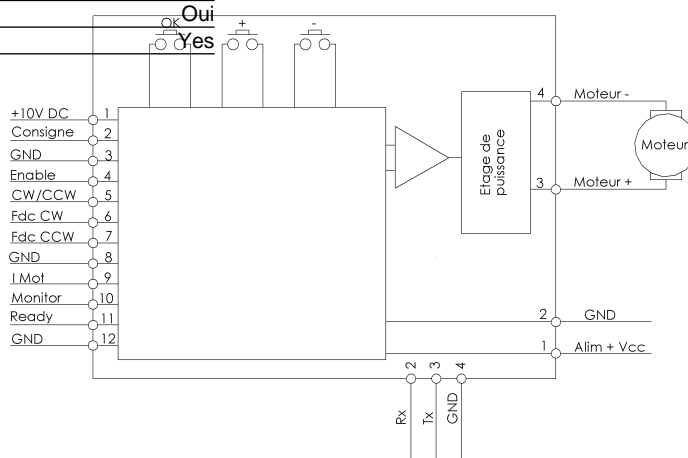 Oui
Yes
OK
+
-
+10V DC 1
Consigne 2
GND 3
Enable 4
CW/CCW 5
Fdc CW 6
Fdc CCW 7
GND 8
I Mot 9
Monitor 10
Ready 11
GND 12
Etage de
puissance
4 Moteur -
Moteur
3 Moteur +
2 GND
1 Alim + Vcc
2 3 4
Rx
Tx
GND